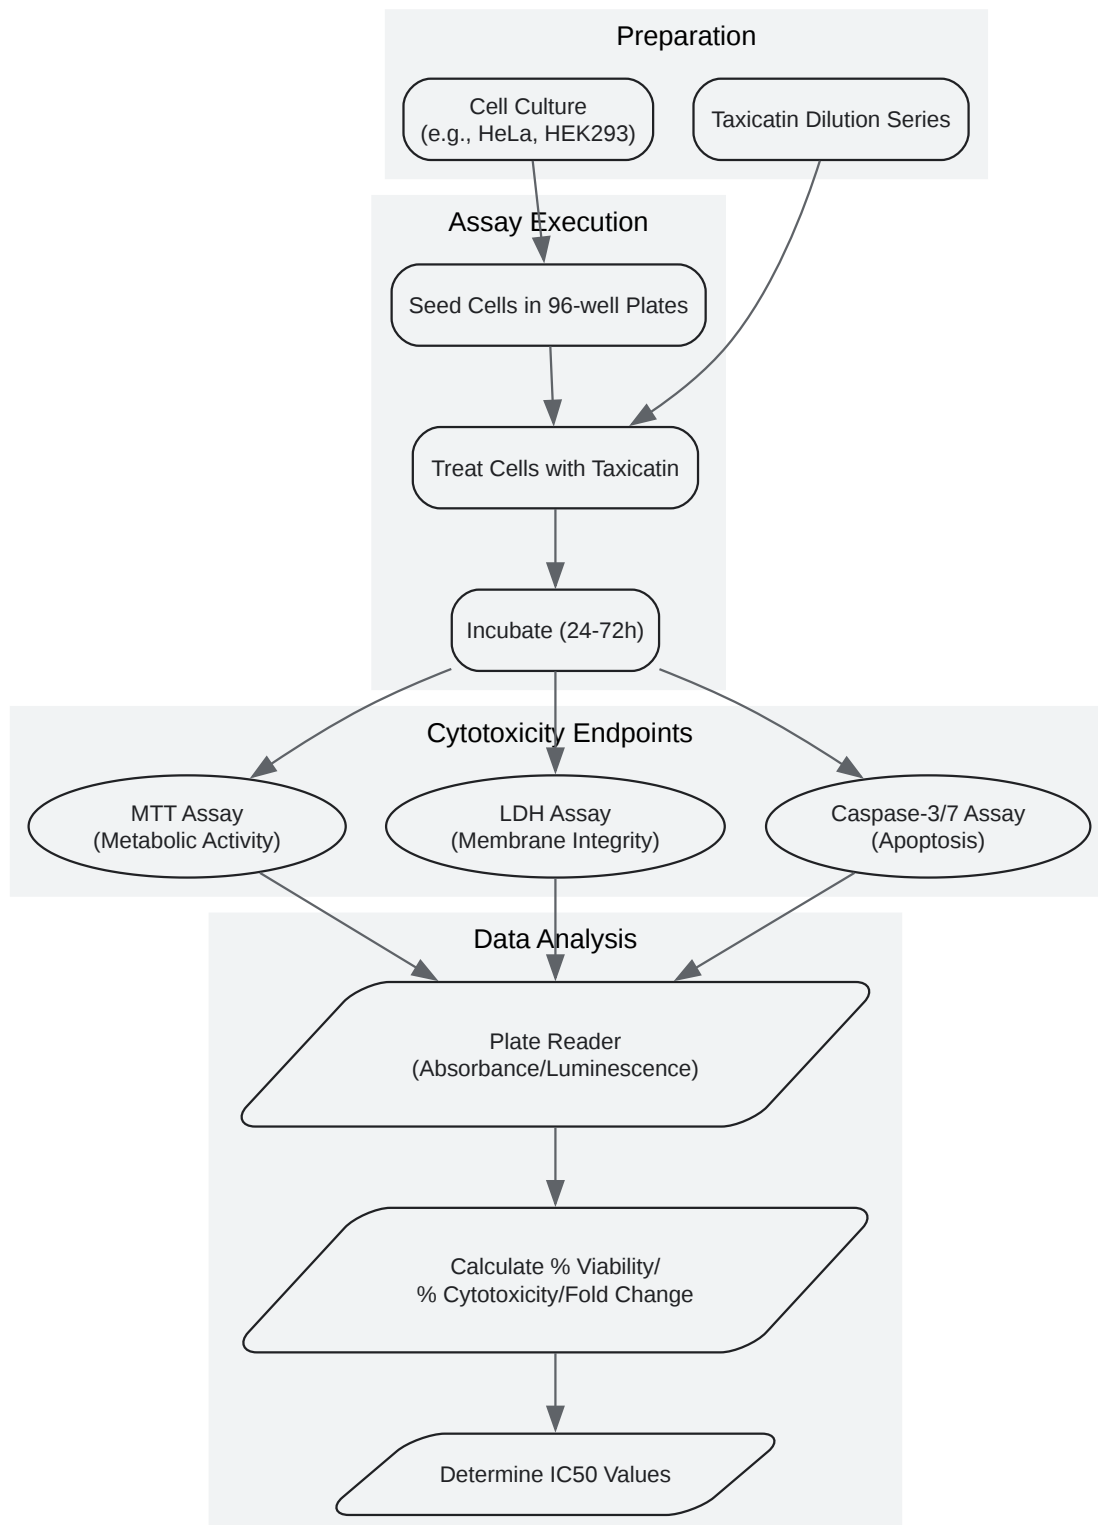 Preparation
Cell Culture
(e.g., HeLa, HEK293)
Taxicatin Dilution Series
Assay Execution
Seed Cells in 96-well Plates
Treat Cells with Taxicatin
Incubate (24-72h)
Cytotoxicity Endpoints
MTT Assay
(Metabolic Activity)
LDH Assay
(Membrane Integrity)
Caspase-3/7 Assay
(Apoptosis)
Data Analysis
Plate Reader
(Absorbance/Luminescence)
Calculate % Viability/
% Cytotoxicity/Fold Change
Determine IC50 Values